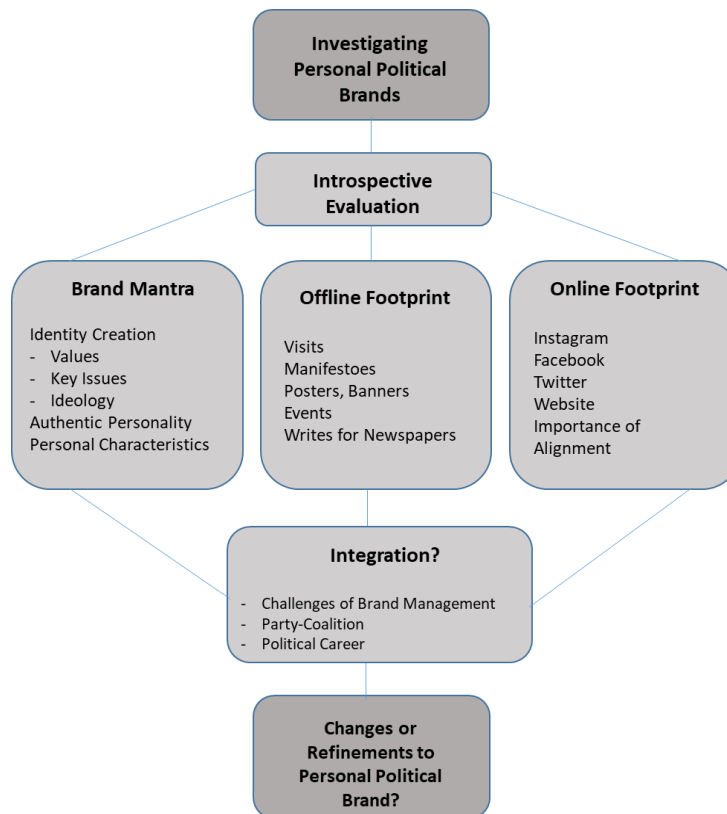 Investigating
Personal Political
Brands
Introspective
Evaluation
Brand Mantra
Identity Creation
- Values
- Key Issues
- Ideology
Authentic Personality
Personal Characteristics
Offline Footprint
Visits
Manifestoes
Posters, Banners
Events
Writes for Newspapers
Online Footprint
Instagram
Facebook
Twitter
Website
Importance of
Alignment
Integration?
- Challenges of Brand Management
- Party-Coalition
- Political Career
Changes or
Refinements to
Personal Political
Brand?